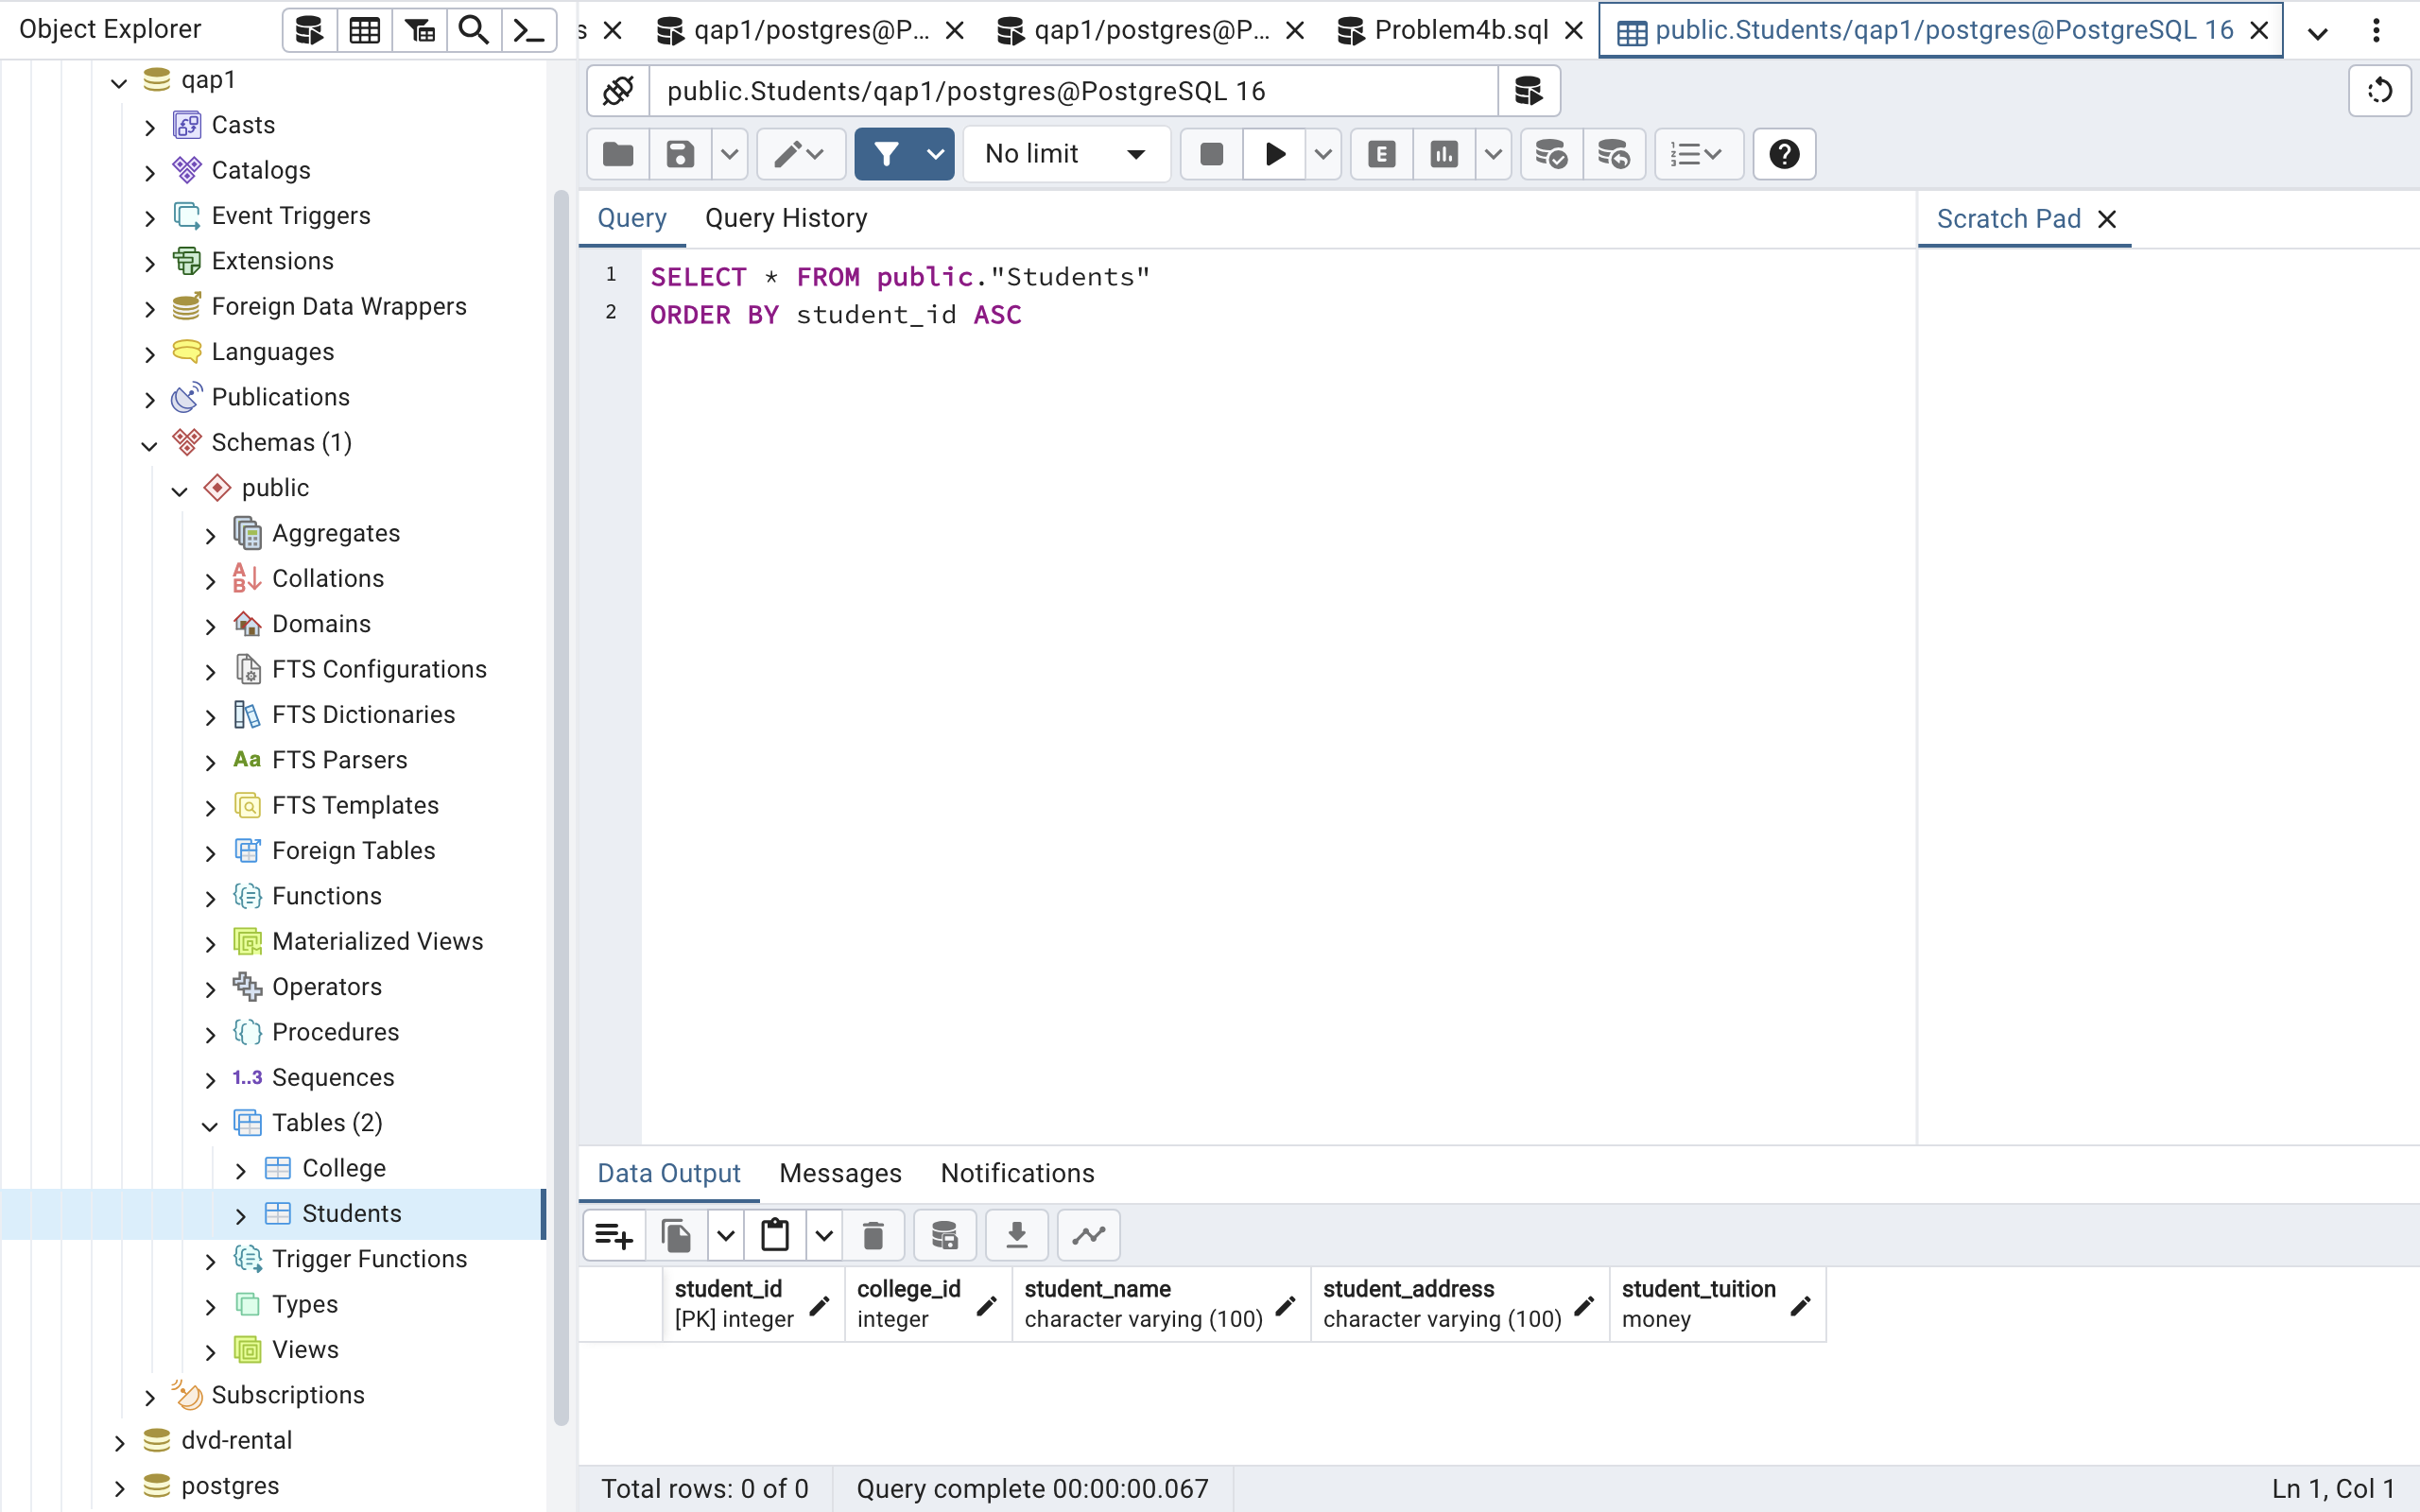 Object Explorer
s
qap1/postgres@P...
qap1/postgres@P...
Problem4b.sql
public.Students/qap1/postgres@PostgreSQL 16
qap1
Casts
Catalogs
Event Triggers
Extensions
Foreign Data Wrappers
Languages
Publications
Schemas (1)
public
Aggregates
Collations
Domains
FTS Configurations
FTS Dictionaries
Aa FTS Parsers
FTS Templates
Foreign Tables
Functions
Materialized Views
Operators
Procedures
1..3 Sequences
Tables (2)
College
Students
Trigger Functions
Types
Views
Subscriptions
dvd-rental
postgres
public.Students/qap1/postgres@PostgreSQL 16
No limit
E
Query
Query History
Scratch Pad
1 SELECT * FROM public."Students"
2 ORDER BY student_id ASC
Data Output
Messages
Notifications
student_id
[PK] integer
college_id
integer
student_name
character varying (100)
student_address
character varying (100)
student_tuition
money
Total rows: 0 of 0
Query complete 00:00:00.067
Ln 1, Col 1